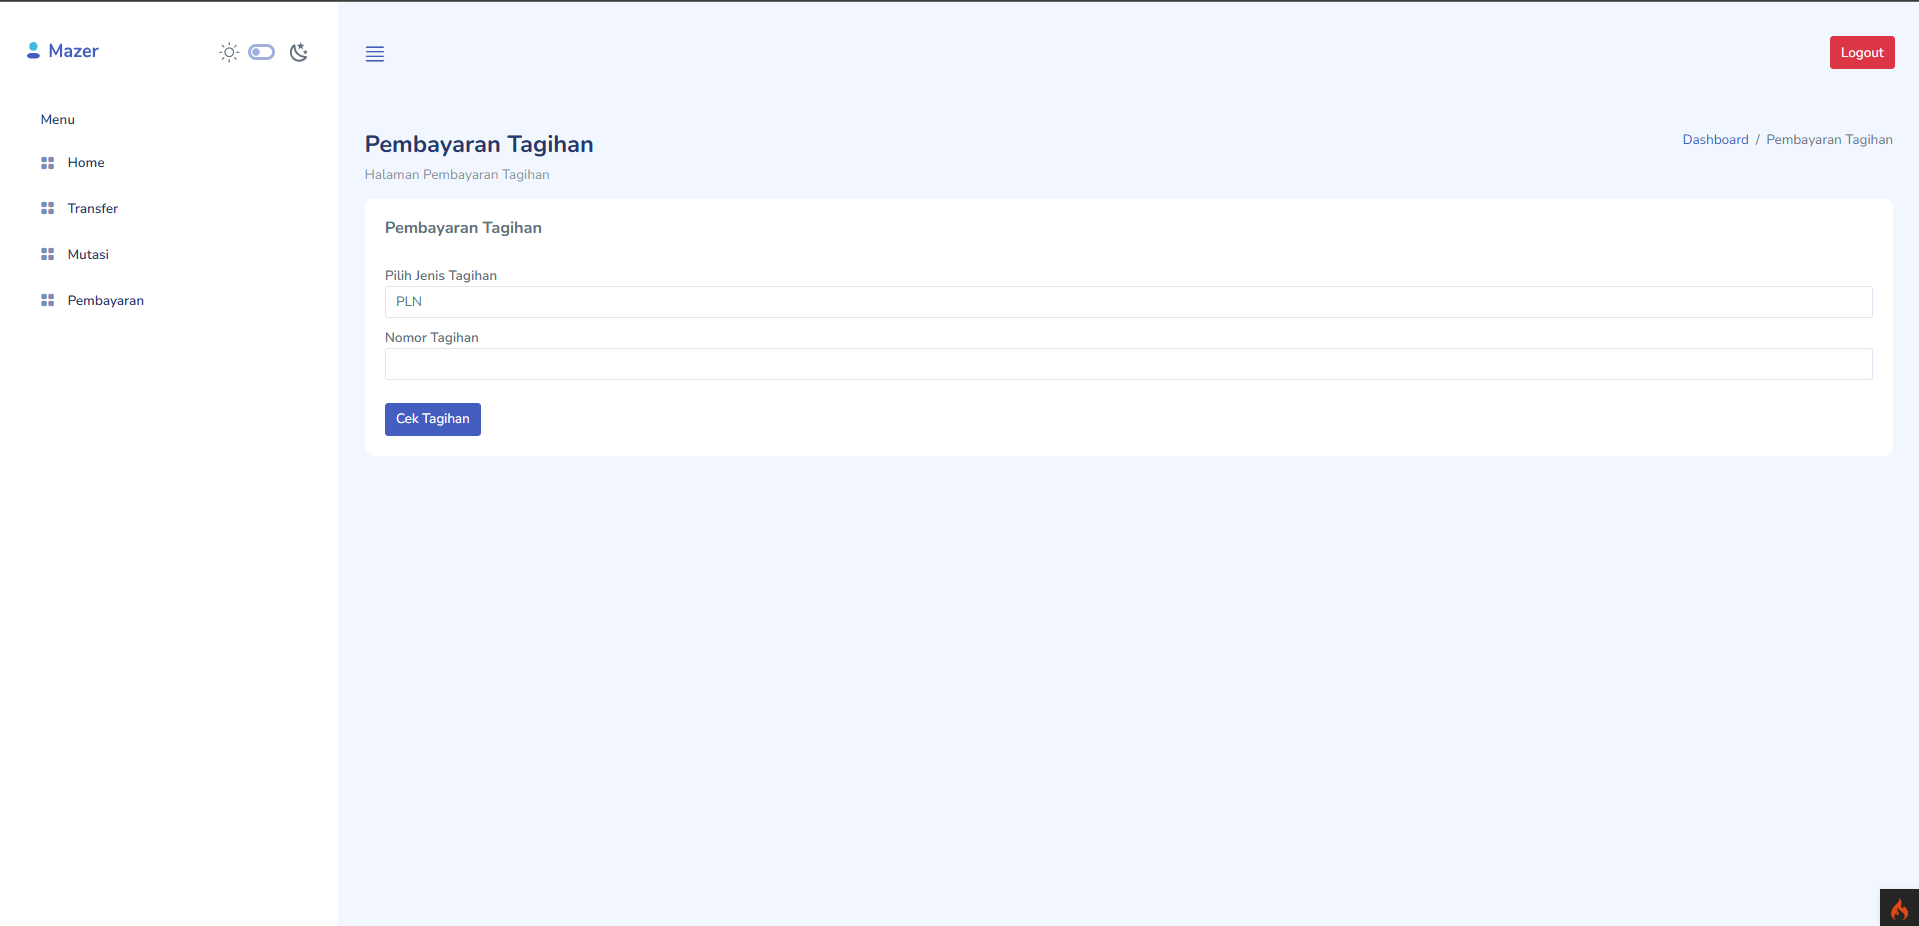 Mazer
Logout
Menu
Home
Transfer
Mutasi
Pembayaran
Pembayaran Tagihan
Halaman Pembayaran Tagihan
Dashboard / Pembayaran Tagihan
Pembayaran Tagihan
Pilih Jenis Tagihan
PLN
Nomor Tagihan
Cek Tagihan